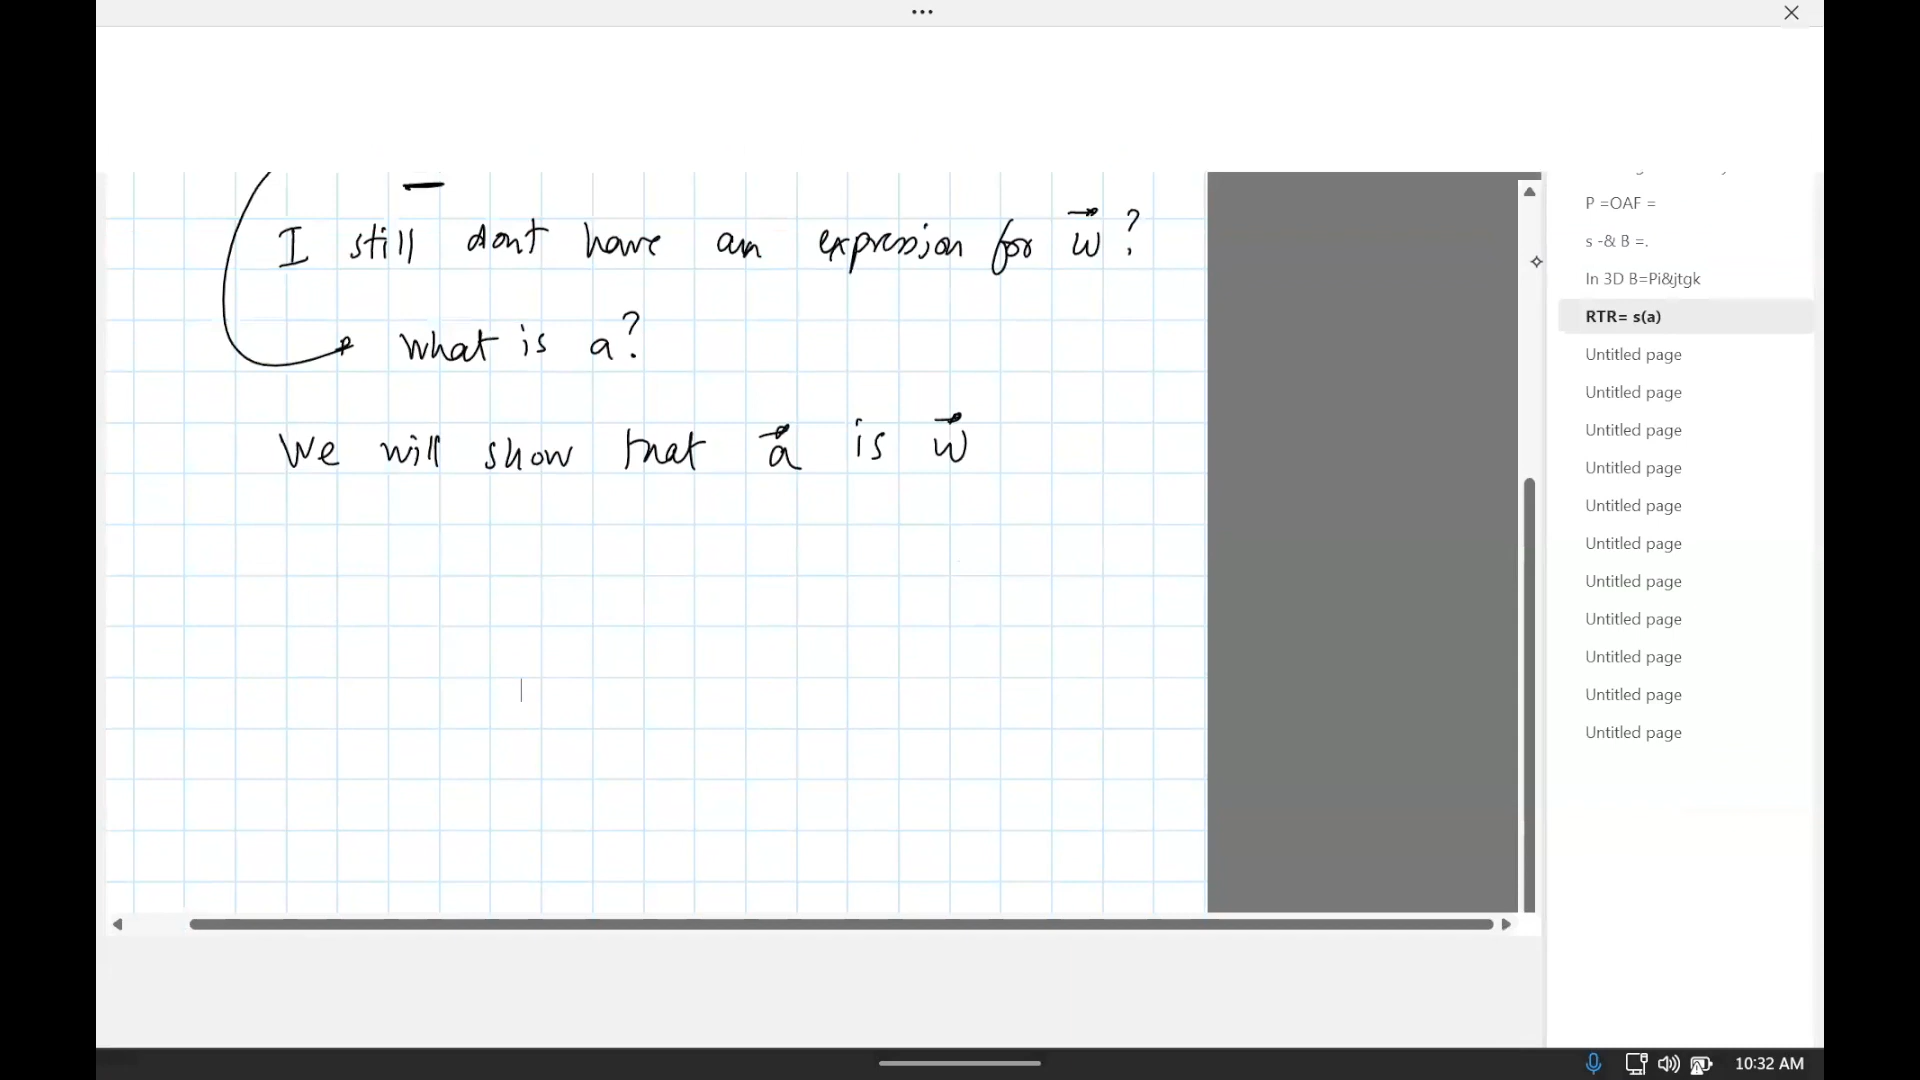 I still dont have an expression for w⃗ ?
what is a?
We will show that a⃗ is w⃗
P =OAF =
s -& B =.
In 3D B=Pi&jtgk
RTR= s(a)
Untitled page
Untitled page
Untitled page
Untitled page
Untitled page
Untitled page
Untitled page
Untitled page
Untitled page
Untitled page
Untitled page
10:32 AM